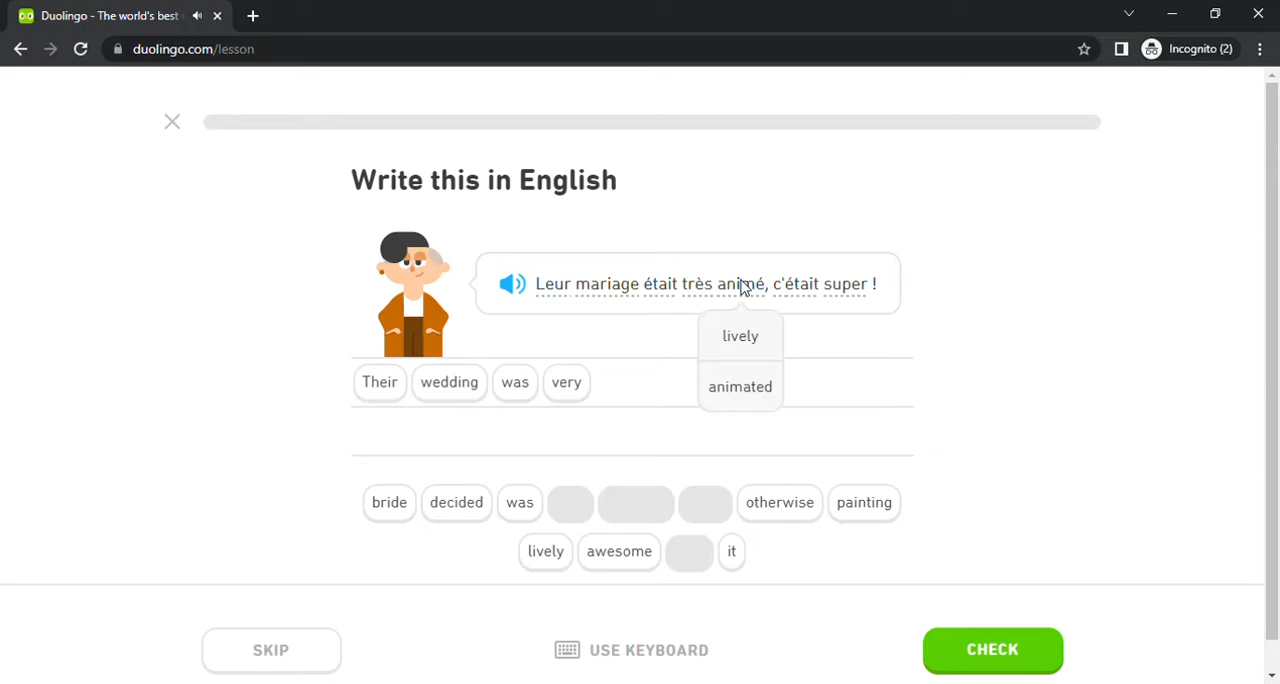 Duolingo - The world's best
duolingo.com/lesson
Incognito (2)
Write this in English
Leur mariage était très animé, c'était super !
lively
animated
Their wedding was very
bride decided was otherwise painting
lively awesome it
SKIP
USE KEYBOARD
CHECK